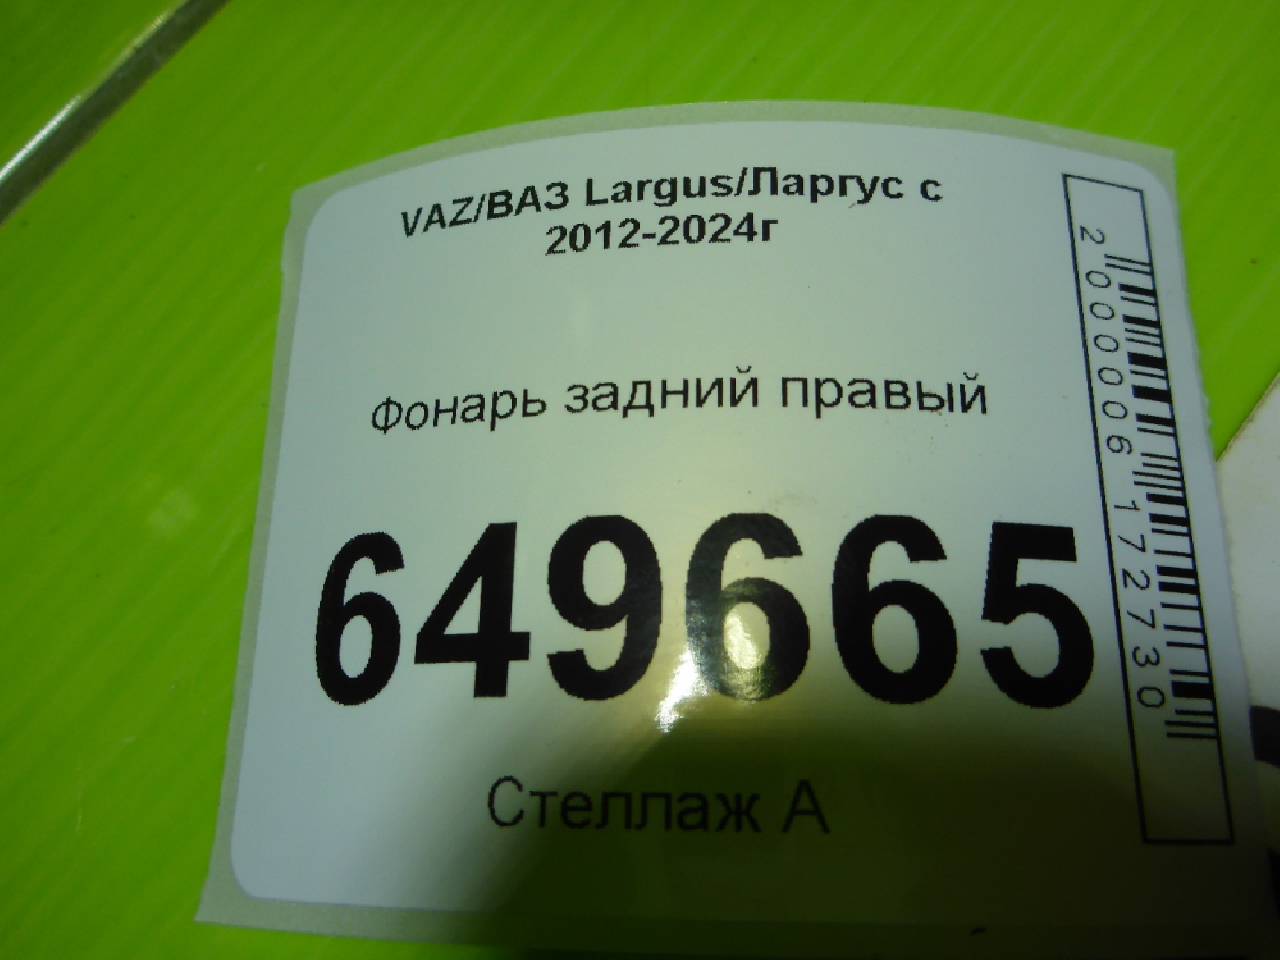 VAZ/ВАЗ Largus/Ларгус с
2012-2024г
Фонарь задний правый
649665
Стеллаж А
2000006172730